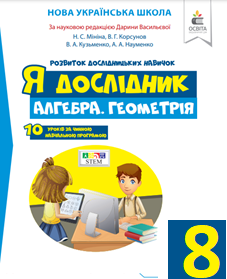 НОВА УКРАЇНСЬКА ШКОЛА
ОСВІТА
За науковою редакцією Дарини Васильєвої
Н. С. Мініна, В. Г. Корсунов
В. А. Кузьменко, А. А. Науменко
РОЗВИТОК ДОСЛІДНИЦЬКИХ НАВИЧОК
Я ДОСЛІДНИК
АЛГЕБРА. ГЕОМЕТРІЯ
10 УРОКІВ ЗА ЧИННОЮ
НАВЧАЛЬНОЮ ПРОГРАМОЮ
STEM
8